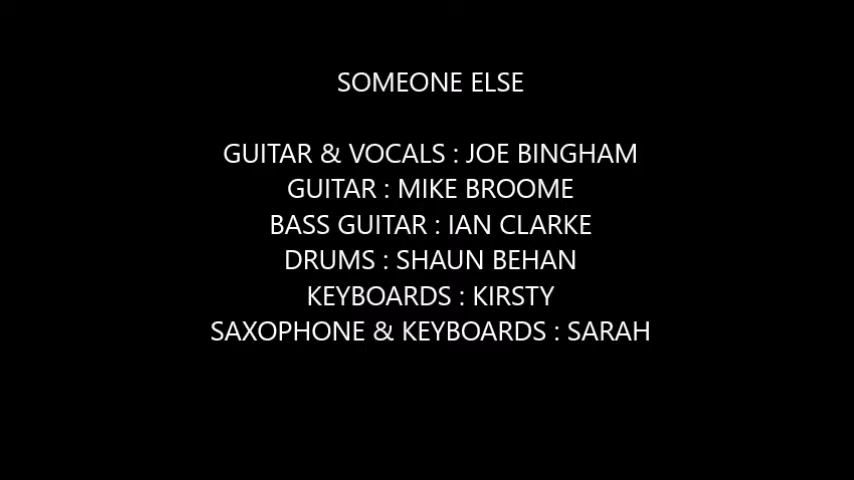 SOMEONE ELSE
GUITAR & VOCALS : JOE BINGHAM
GUITAR : MIKE BROOME
BASS GUITAR : IAN CLARKE
DRUMS : SHAUN BEHAN
KEYBOARDS : KIRSTY
SAXOPHONE & KEYBOARDS : SARAH